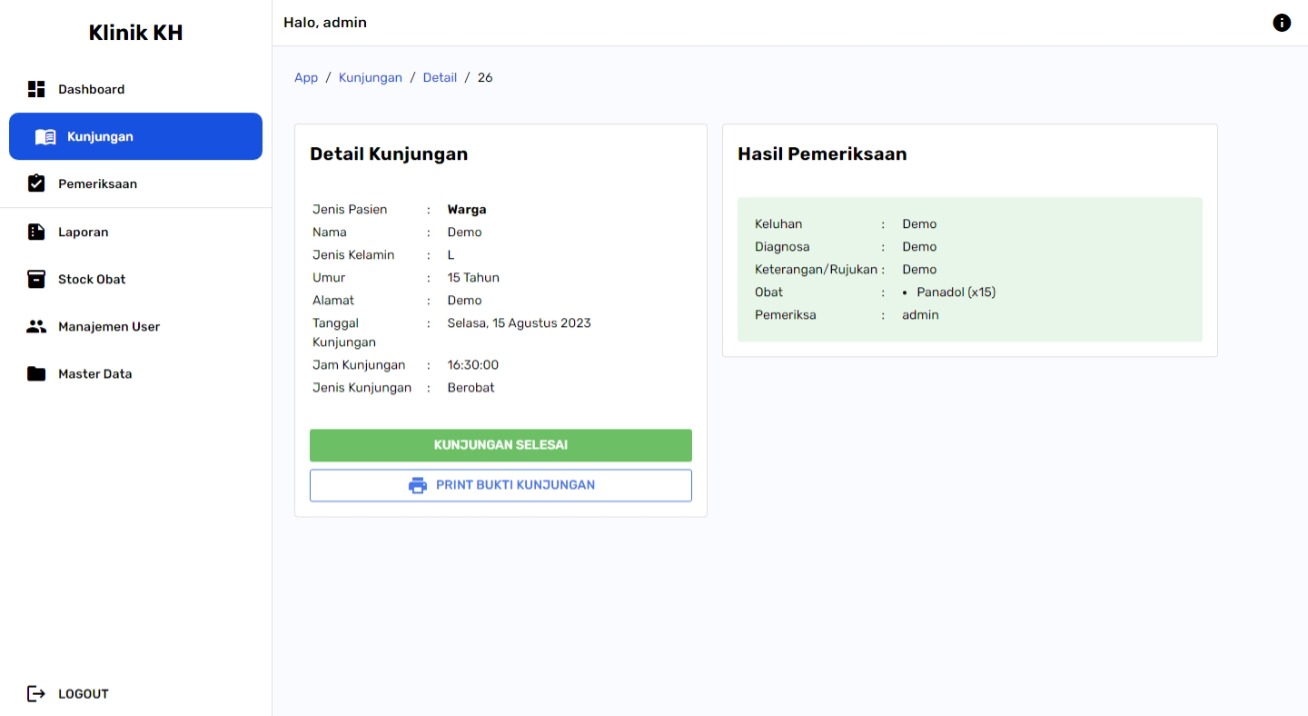 Klinik KH
Dashboard
Kunjungan
Pemeriksaan
Laporan
Stock Obat
Manajemen User
Master Data
LOGOUT
Halo, admin
App / Kunjungan / Detail / 26
Detail Kunjungan
Jenis Pasien : Warga
Nama : Demo
Jenis Kelamin : L
Umur : 15 Tahun
Alamat : Demo
Tanggal : Selasa, 15 Agustus 2023
Kunjungan
Jam Kunjungan : 16:30:00
Jenis Kunjungan : Berobat
KUNJUNGAN SELESAI
PRINT BUKTI KUNJUNGAN
Hasil Pemeriksaan
Keluhan : Demo
Diagnosa : Demo
Keterangan/Rujukan : Demo
Obat : • Panadol (x15)
Pemeriksa : admin